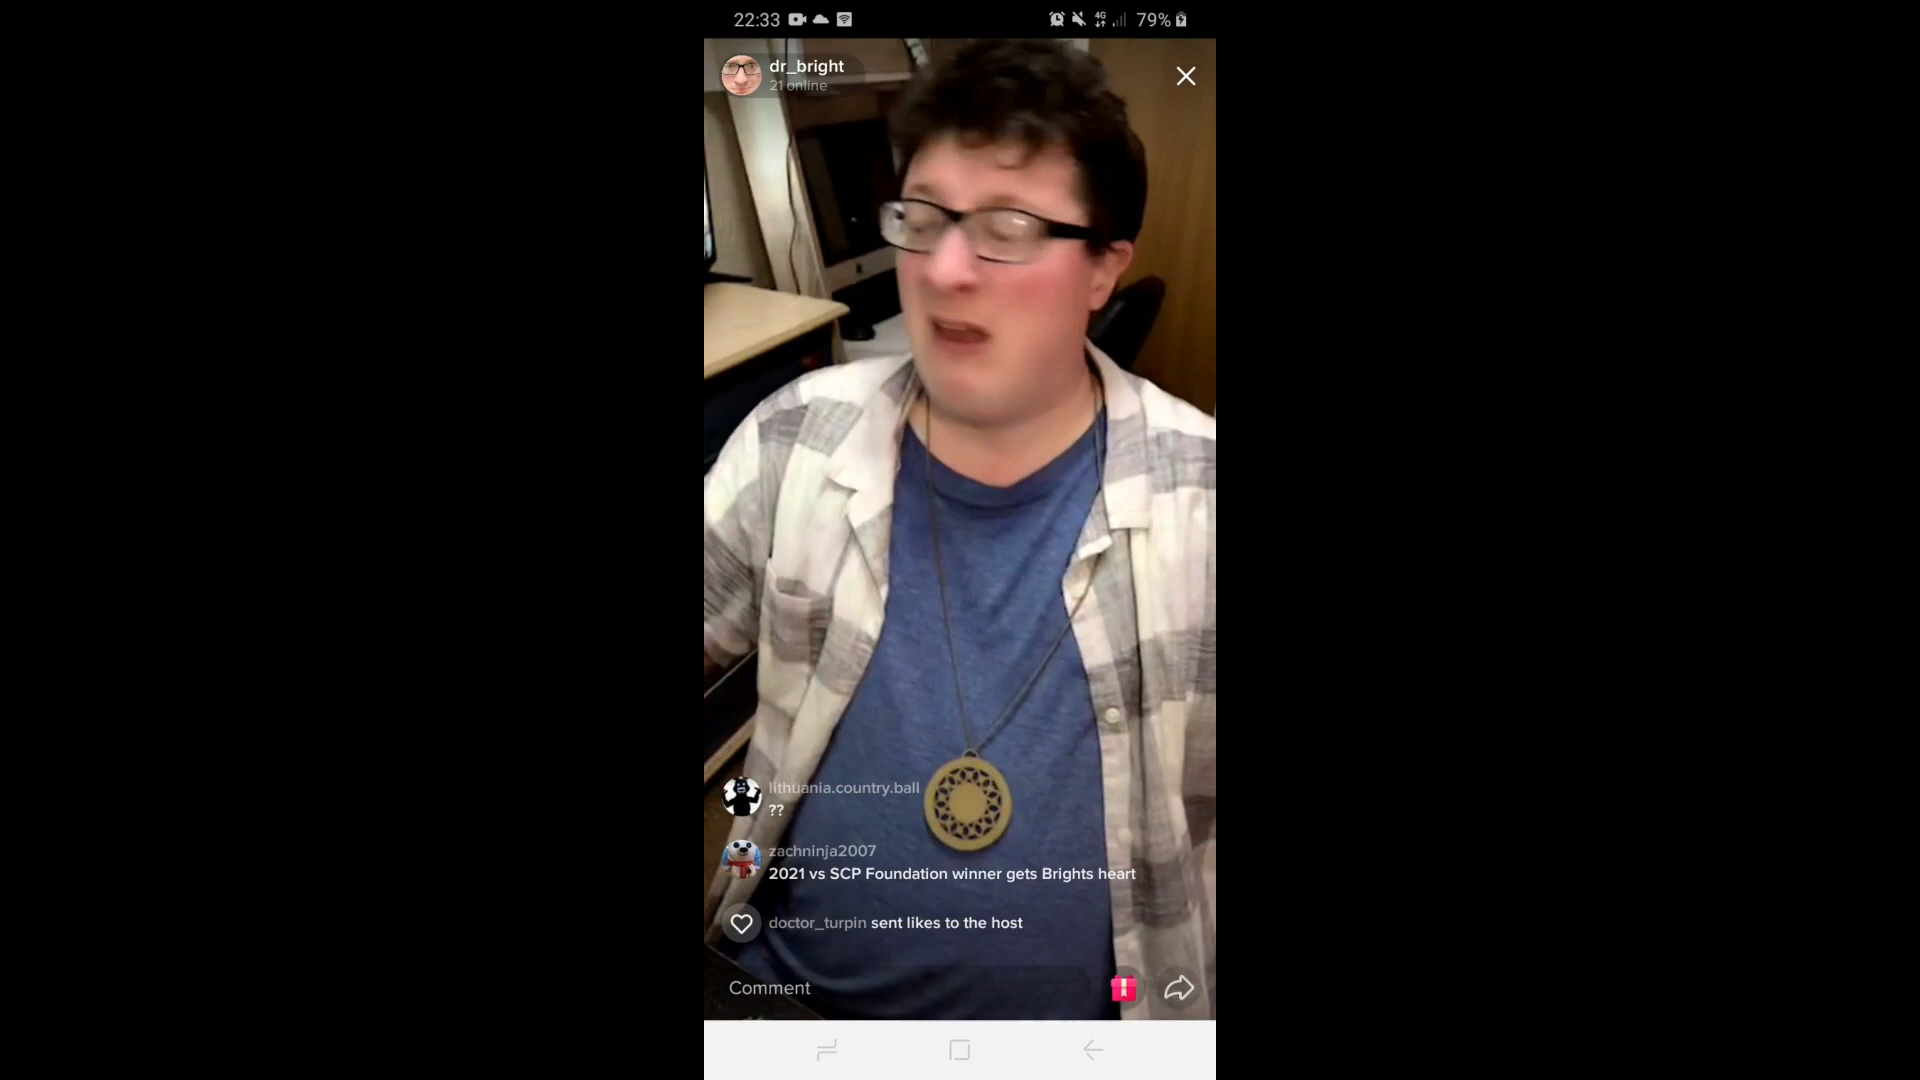 22:33
4G
79%
dr_bright
21 online
lithuania.country.ball
??
zachninja2007
2021 vs SCP Foundation winner gets Brights heart
doctor_turpin sent likes to the host
Comment